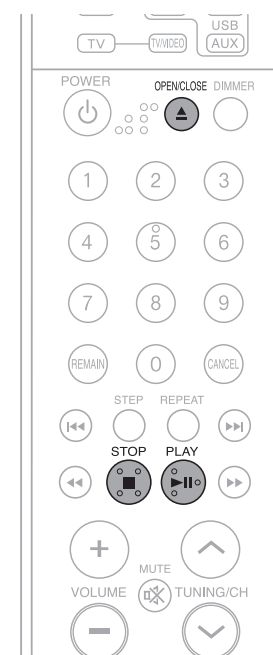 USB
TV TV/VIDEO AUX
POWER OPEN/CLOSE DIMMER
1 2 3
4 5 6
7 8 9
REMAIN 0 CANCEL
STEP REPEAT
STOP PLAY
+
MUTE
VOLUME TUNING/CH
−